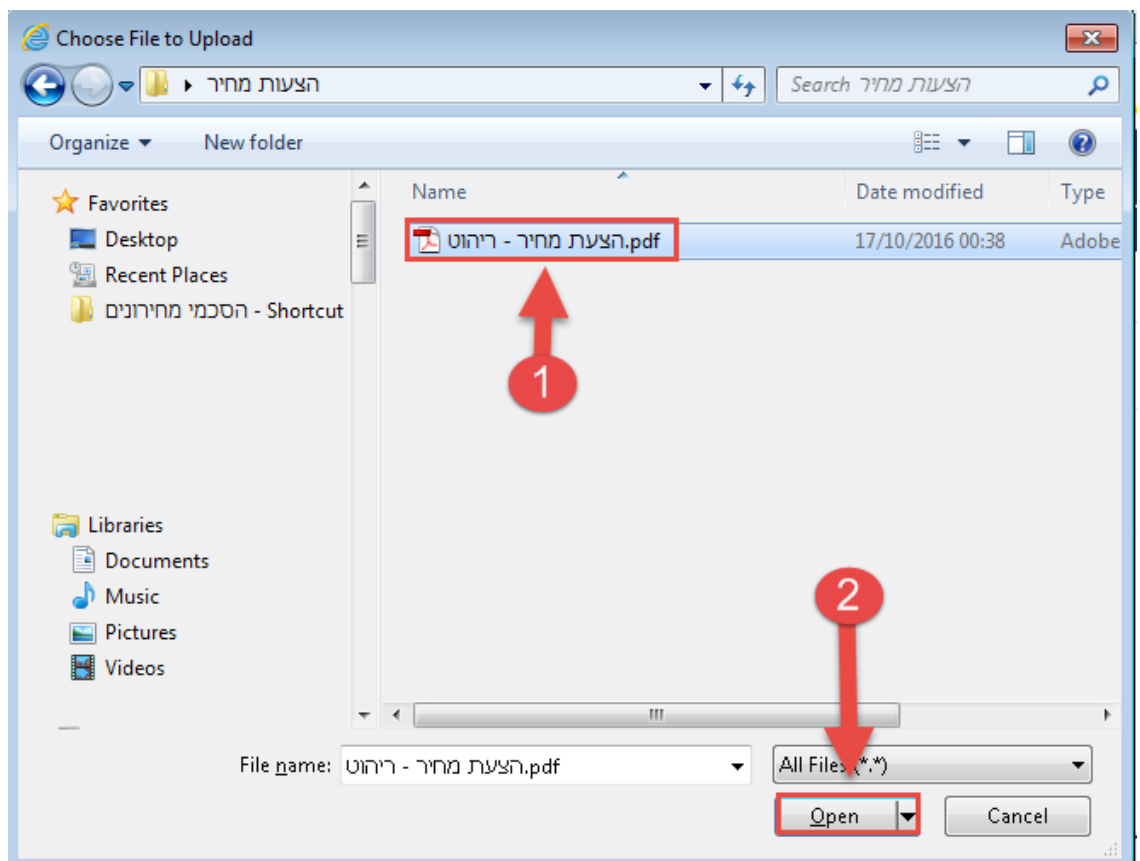 Choose File to Upload
הצעות מחיר
Search הצעות מחיר
Organize New folder
Name Date modified Type
הצעת מחיר - ריהוט.pdf 17/10/2016 00:38 Adobe
Favorites
Desktop
Recent Places
הסכמי מחירונים - Shortcut
1
Libraries
Documents
Music
Pictures
Videos
2
File name: הצעת מחיר - ריהוט.pdf All Files (*.*)
Open Cancel